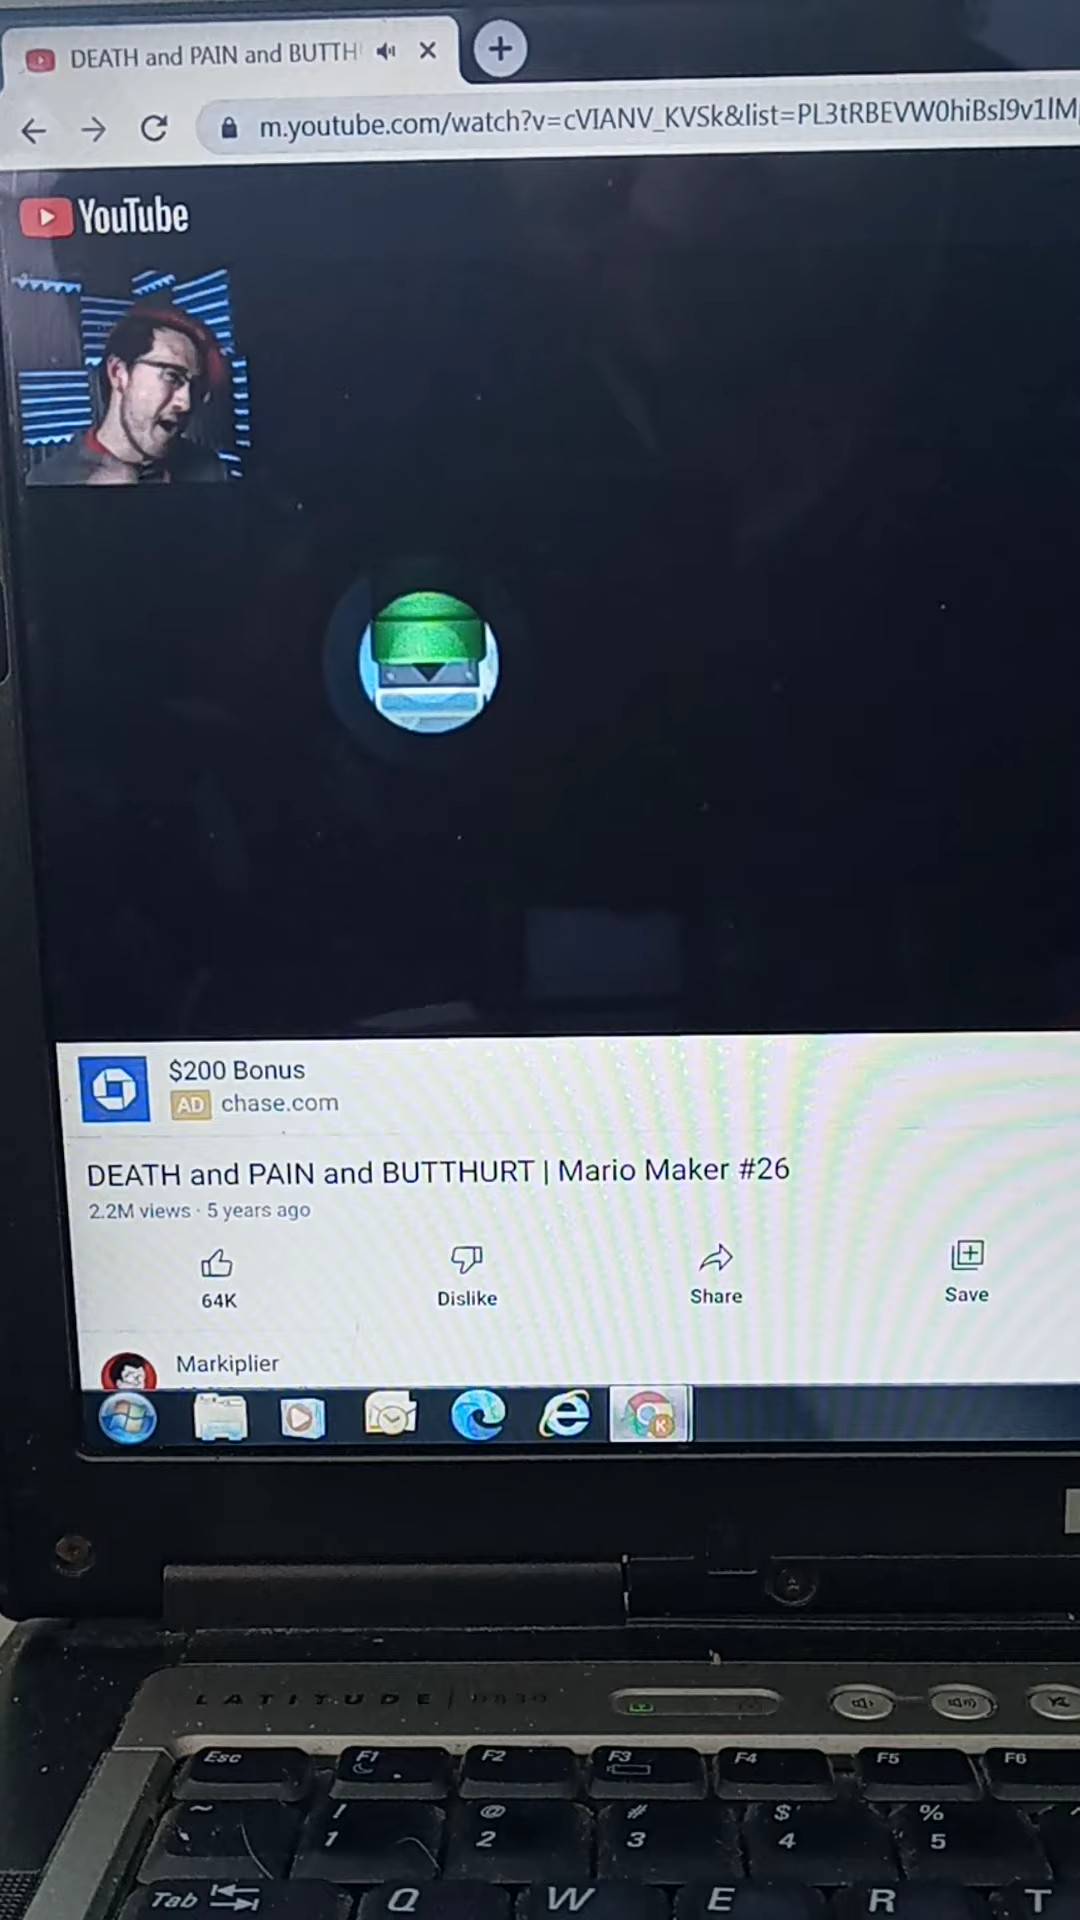 DEATH and PAIN and BUTTH
m.youtube.com/watch?v=cVIANV_KVSk&list=PL3tRBEVW0hiBsI9v1lM
YouTube
$200 Bonus
AD chase.com
DEATH and PAIN and BUTTHURT | Mario Maker #26
2.2M views · 5 years ago
64K
Dislike
Share
Save
Markiplier
K
LATITUDE | D830
Esc F1 F2 F3 F4 F5 F6
~ ! @ # $ %
1 2 3 4 5
Tab Q W E R T